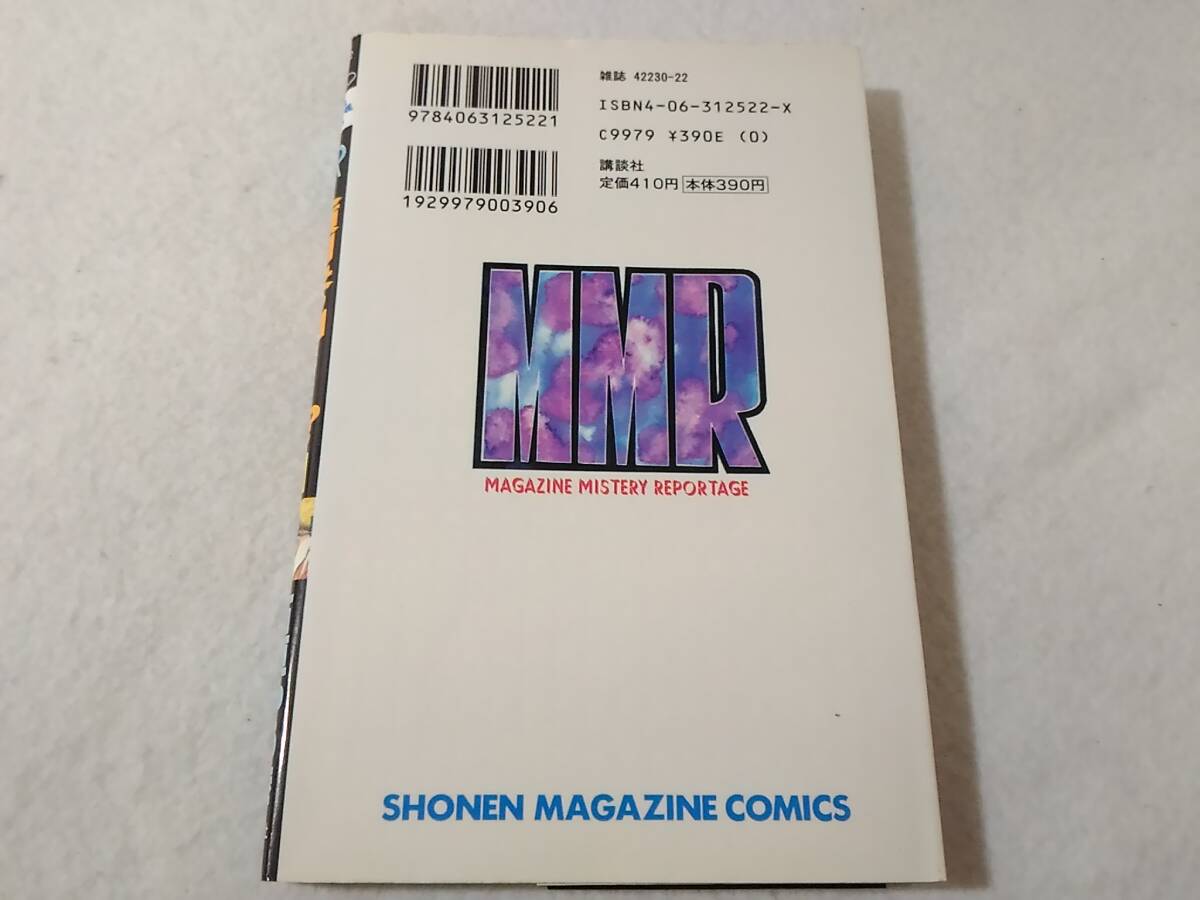 雑誌 42230-22
ISBN4-06-312522-X
C9979 ¥390E (0)
講談社
定価410円 本体390円
9784063125221
1929979003906
MMR
MAGAZINE MISTERY REPORTAGE
SHONEN MAGAZINE COMICS